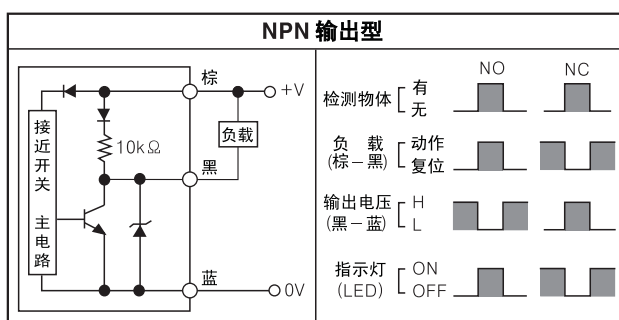 NPN 输出型
棕
+V
接近开关 主电路
10kΩ
负载
黑
蓝
0V
NO
NC
检测物体
有
无
负 载
(棕－黑)
动作
复位
输出电压
(黑－蓝)
H
L
指示灯
(LED)
ON
OFF